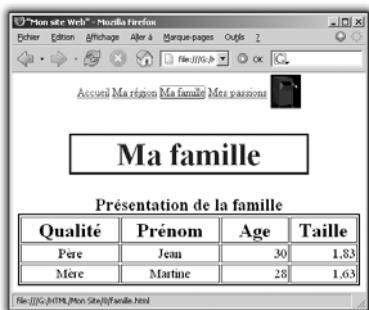 "Mon site Web" - Mozilla Firefox
Fichier Edition Affichage Aller à Marque-pages Outils ?
file:///G:/ OK
Accueil Ma région Ma famille Mes passions
Ma famille
Présentation de la famille
Qualité Prénom Age Taille
Père Jean 30 1,83
Mère Martine 28 1,63
file:///G:/HTML/Mon Site/8/famille.html